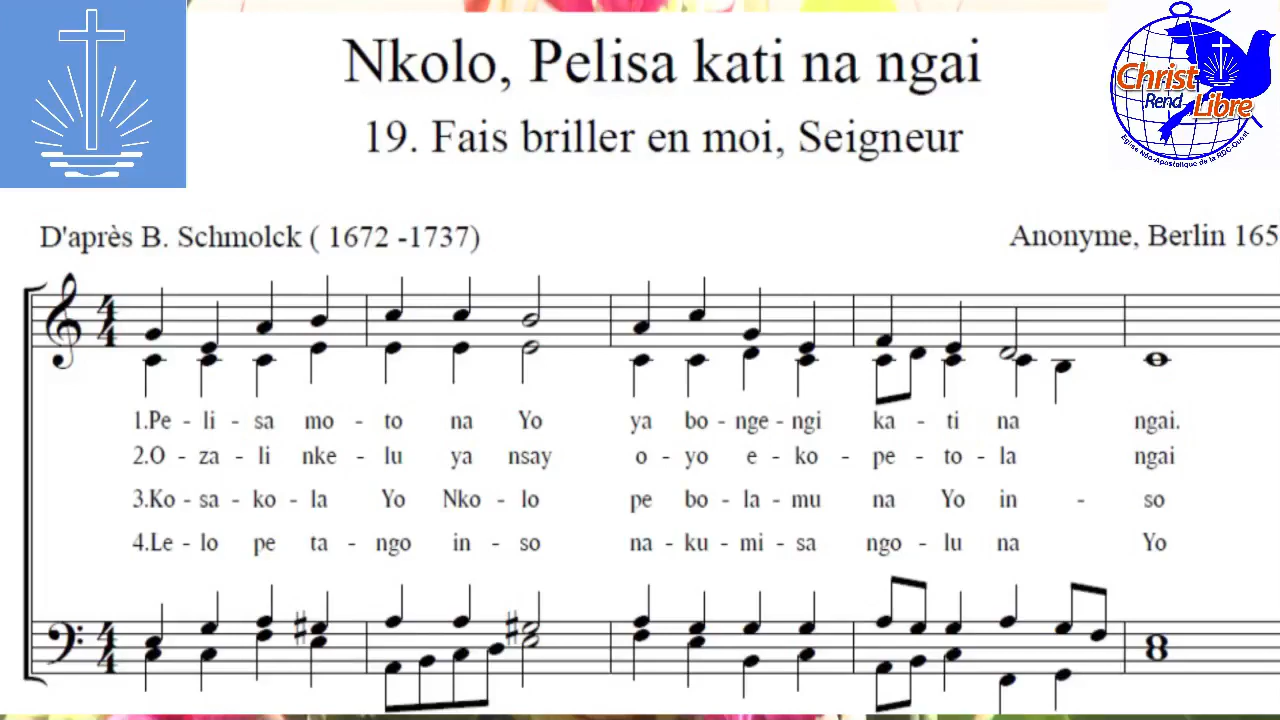 Nkolo, Pelisa kati na ngai
19. Fais briller en moi, Seigneur
Christ
Rend
Libre
D'après B. Schmolck ( 1672 -1737)
Anonyme, Berlin 165
4
4
1.Pe - li - sa mo - to na Yo ya bo - nge - ngi ka - ti na ngai.
2.O - za - li nke - lu ya nsay o - yo e - ko - pe - to - la ngai
3.Ko - sa - ko - la Yo Nko - lo pe bo - la - mu na Yo in - so
4.Le - lo pe ta - ngo in - so na - ku - mi - sa ngo - lu na Yo
4
4